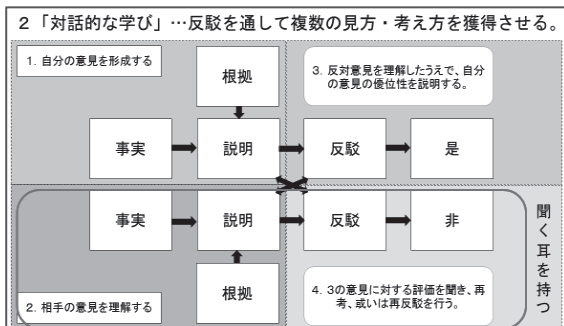 2「対話的な学び」…反駁を通して複数の見方・考え方を獲得させる。
1. 自分の意見を形成する
根拠
3. 反対意見を理解したうえで、自分
の意見の優位性を説明する。
事実
説明
反駁
是
事実
説明
反駁
非
聞く耳を持つ
2. 相手の意見を理解する
根拠
4. 3の意見に対する評価を聞き、再
考、或いは再反駁を行う。